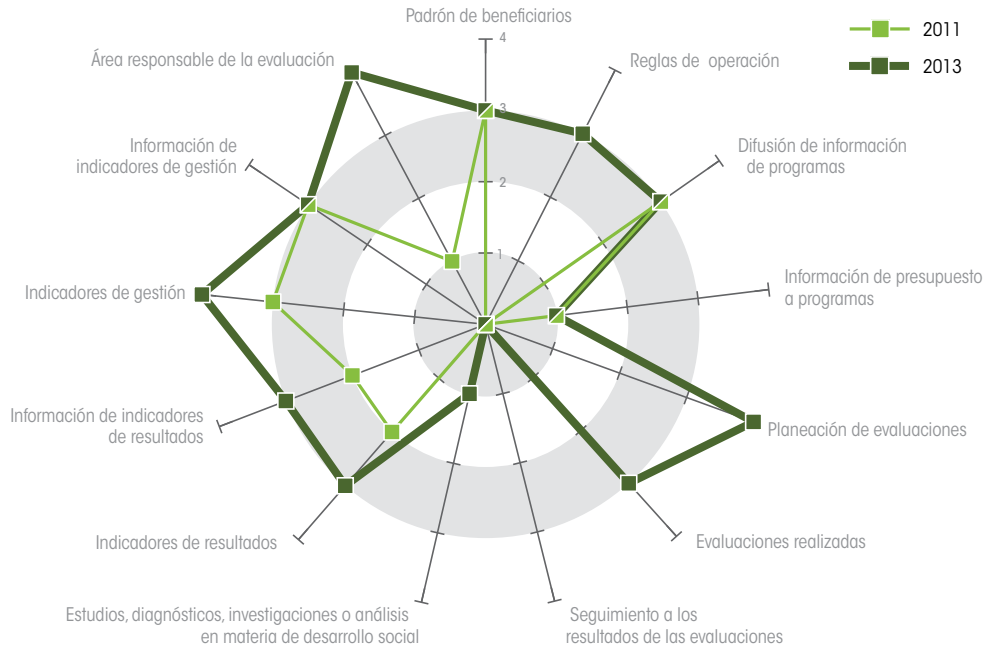 Padrón de beneficiarios
4
3
2
1
2011
2013
Reglas de operación
Difusión de información
de programas
Información de presupuesto
a programas
Planeación de evaluaciones
Evaluaciones realizadas
Seguimiento a los
resultados de las evaluaciones
Estudios, diagnósticos, investigaciones o análisis
en materia de desarrollo social
Indicadores de resultados
Información de indicadores
de resultados
Indicadores de gestión
Información de
indicadores de gestión
Área responsable de la evaluación